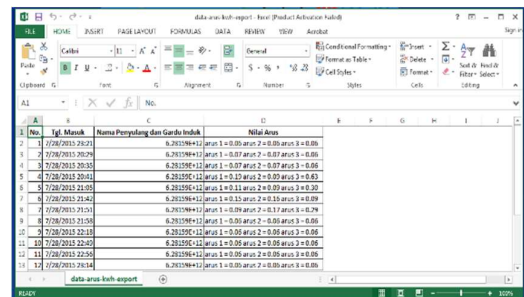 data-arus-kwh-export - Excel (Product Activation Failed)
FILE HOME INSERT PAGE LAYOUT FORMULAS DATA REVIEW VIEW Acrobat Sign in
Calibri 11 General
Conditional Formatting Insert
Format as Table Delete
Cell Styles Format
Paste Sort & Find &
Filter Select
Clipboard Font Alignment Number Styles Cells Editing
A1 No.
A B C D E F G H I J
1 No. Tgl. Masuk Nama Penyulang dan Gardu Induk Nilai Arus
2 1 7/28/2015 23:21 6.28159E+12 arus 1 = 0.06 arus 2 = 0.06 arus 3 = 0.06
3 2 7/28/2015 20:29 6.28159E+12 arus 1 = 0.07 arus 2 = 0.07 arus 3 = 0.06
4 3 7/28/2015 20:35 6.28159E+12 arus 1 = 0.07 arus 2 = 0.06 arus 3 = 0.06
5 4 7/28/2015 20:41 6.28159E+12 arus 1 = 0.19 arus 2 = 0.09 arus 3 = 0.63
6 5 7/28/2015 21:05 6.28159E+12 arus 1 = 0.11 arus 2 = 0.09 arus 3 = 0.30
7 6 7/28/2015 21:42 6.28159E+12 arus 1 = 0.15 arus 2 = 0.16 arus 3 = 0.09
8 7 7/28/2015 21:51 6.28159E+12 arus 1 = 0.09 arus 2 = 0.17 arus 3 = 0.29
9 8 7/28/2015 21:58 6.28159E+12 arus 1 = 0.06 arus 2 = 0.06 arus 3 = 0.06
10 9 7/28/2015 22:18 6.28159E+12 arus 1 = 0.06 arus 2 = 0.06 arus 3 = 0.06
11 10 7/28/2015 22:49 6.28159E+12 arus 1 = 0.06 arus 2 = 0.06 arus 3 = 0.06
12 11 7/28/2015 22:56 6.28159E+12 arus 1 = 0.06 arus 2 = 0.06 arus 3 = 0.06
13 12 7/28/2015 23:14 6.28159E+12 arus 1 = 0.05 arus 2 = 0.06 arus 3 = 0.06
data-arus-kwh-export
READY 100%